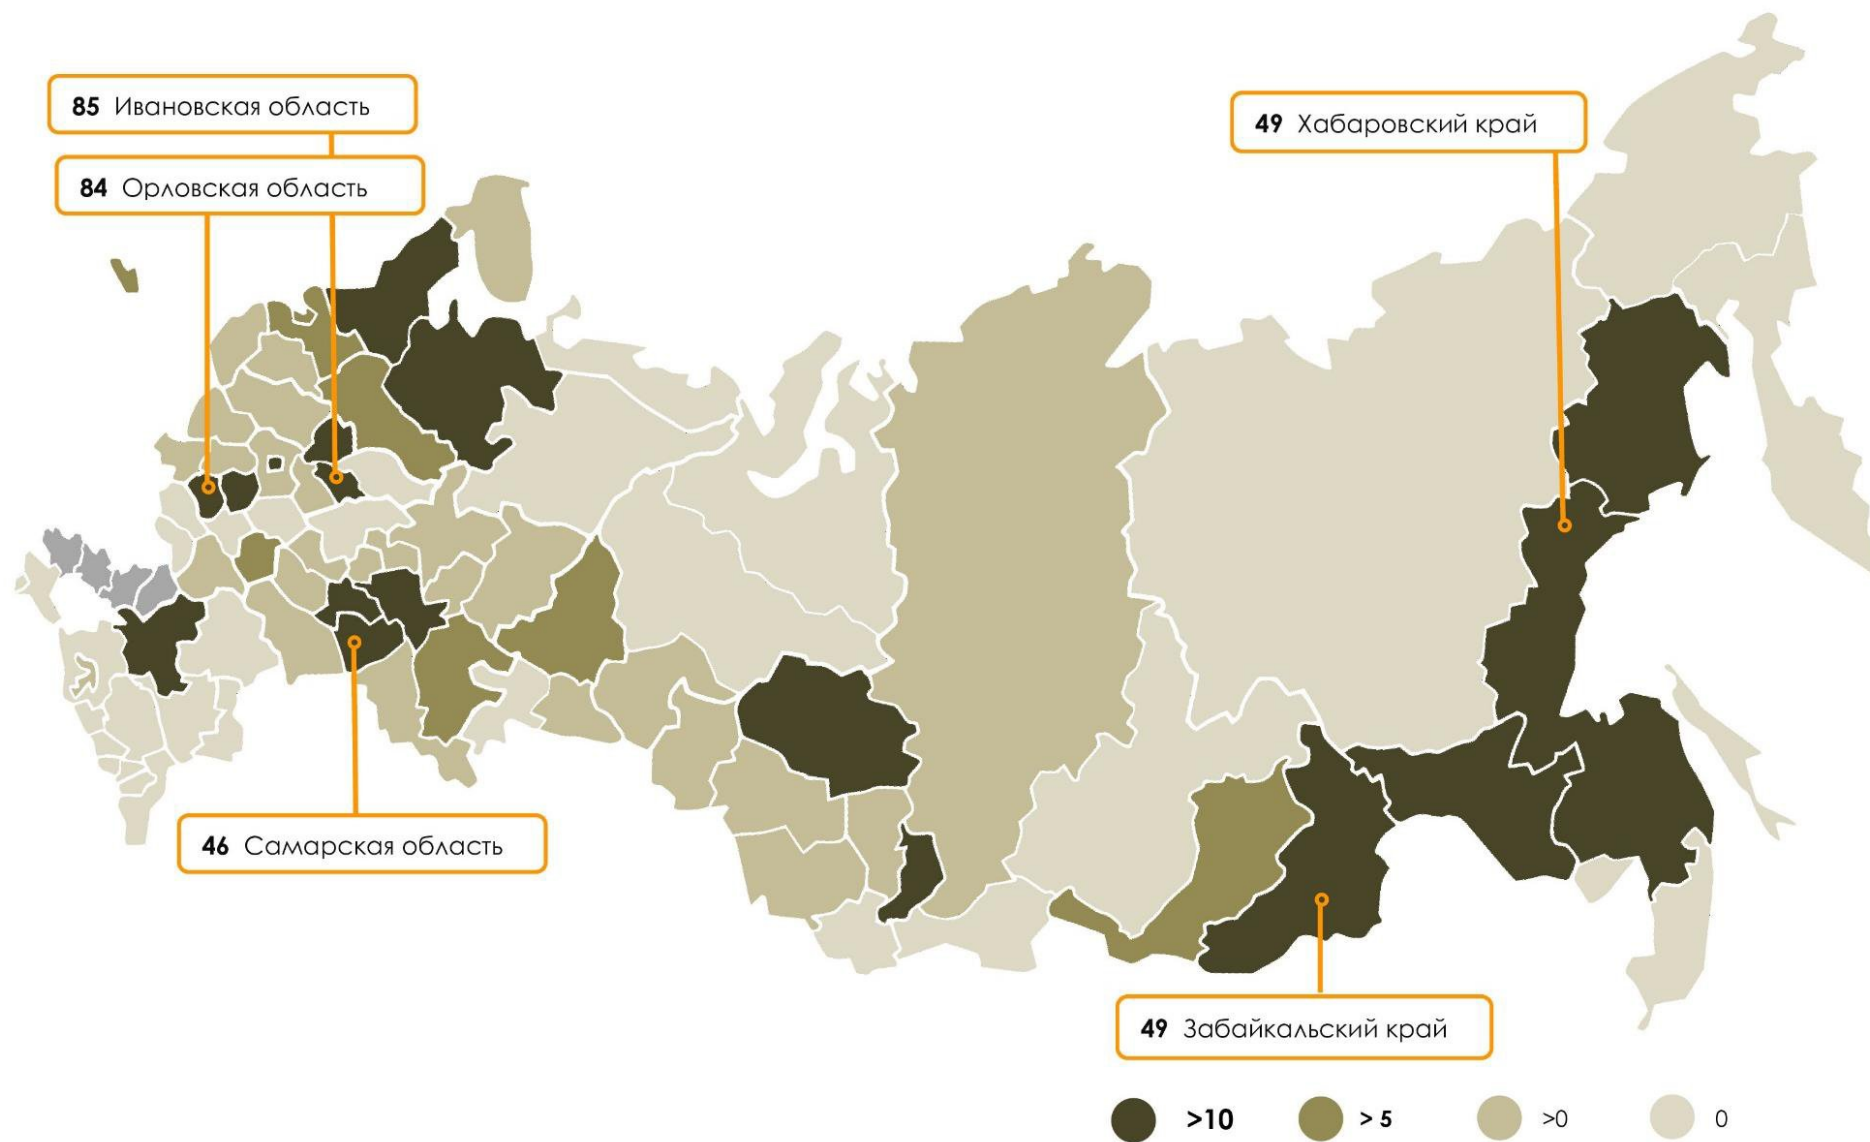 85 Ивановская область
84 Орловская область
49 Хабаровский край
46 Самарская область
49 Забайкальский край
>10
> 5
>0
0